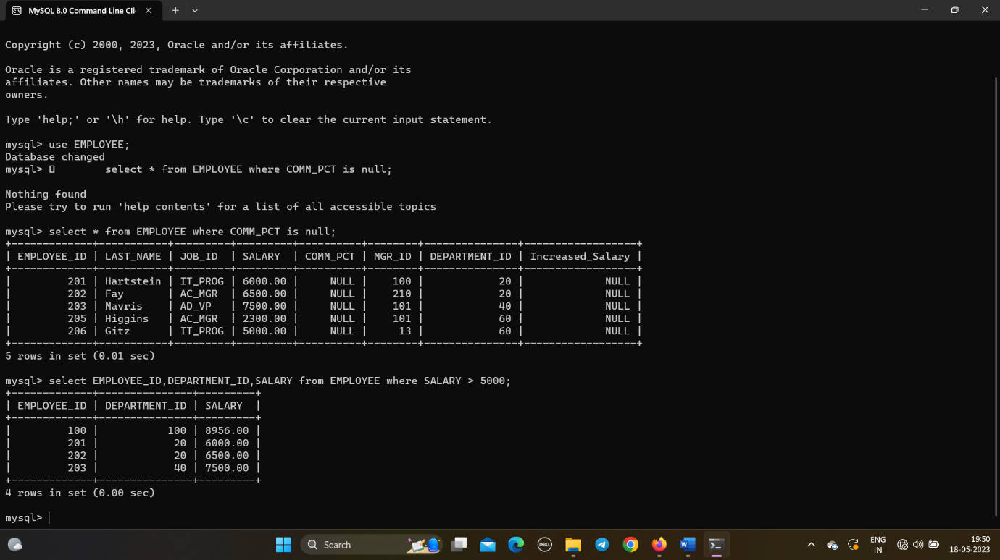 MySQL 8.0 Command Line Cli
Copyright (c) 2000, 2023, Oracle and/or its affiliates.
Oracle is a registered trademark of Oracle Corporation and/or its
affiliates. Other names may be trademarks of their respective
owners.
Type 'help;' or '\h' for help. Type '\c' to clear the current input statement.
mysql> use EMPLOYEE;
Database changed
mysql> select * from EMPLOYEE where COMM_PCT is null;
Nothing found
Please try to run 'help contents' for a list of all accessible topics
mysql> select * from EMPLOYEE where COMM_PCT is null;
+-------------+-----------+---------+---------+----------+--------+---------------+------------------+
| EMPLOYEE_ID | LAST_NAME | JOB_ID  | SALARY  | COMM_PCT | MGR_ID | DEPARTMENT_ID | Increased_Salary |
+-------------+-----------+---------+---------+----------+--------+---------------+------------------+
|         201 | Hartstein | IT_PROG | 6000.00 |     NULL |    100 |            20 |             NULL |
|         202 | Fay       | AC_MGR  | 6500.00 |     NULL |    210 |            20 |             NULL |
|         203 | Mavris    | AD_VP   | 7500.00 |     NULL |    101 |            40 |             NULL |
|         205 | Higgins   | AC_MGR  | 2300.00 |     NULL |    101 |            60 |             NULL |
|         206 | Gitz      | IT_PROG | 5000.00 |     NULL |     13 |            60 |             NULL |
+-------------+-----------+---------+---------+----------+--------+---------------+------------------+
5 rows in set (0.01 sec)
mysql> select EMPLOYEE_ID,DEPARTMENT_ID,SALARY from EMPLOYEE where SALARY > 5000;
+-------------+---------------+---------+
| EMPLOYEE_ID | DEPARTMENT_ID | SALARY  |
+-------------+---------------+---------+
|         100 |           100 | 8956.00 |
|         201 |            20 | 6000.00 |
|         202 |            20 | 6500.00 |
|         203 |            40 | 7500.00 |
+-------------+---------------+---------+
4 rows in set (0.00 sec)
mysql>
Search
DELL
ENG
IN
19:50
18-05-2023